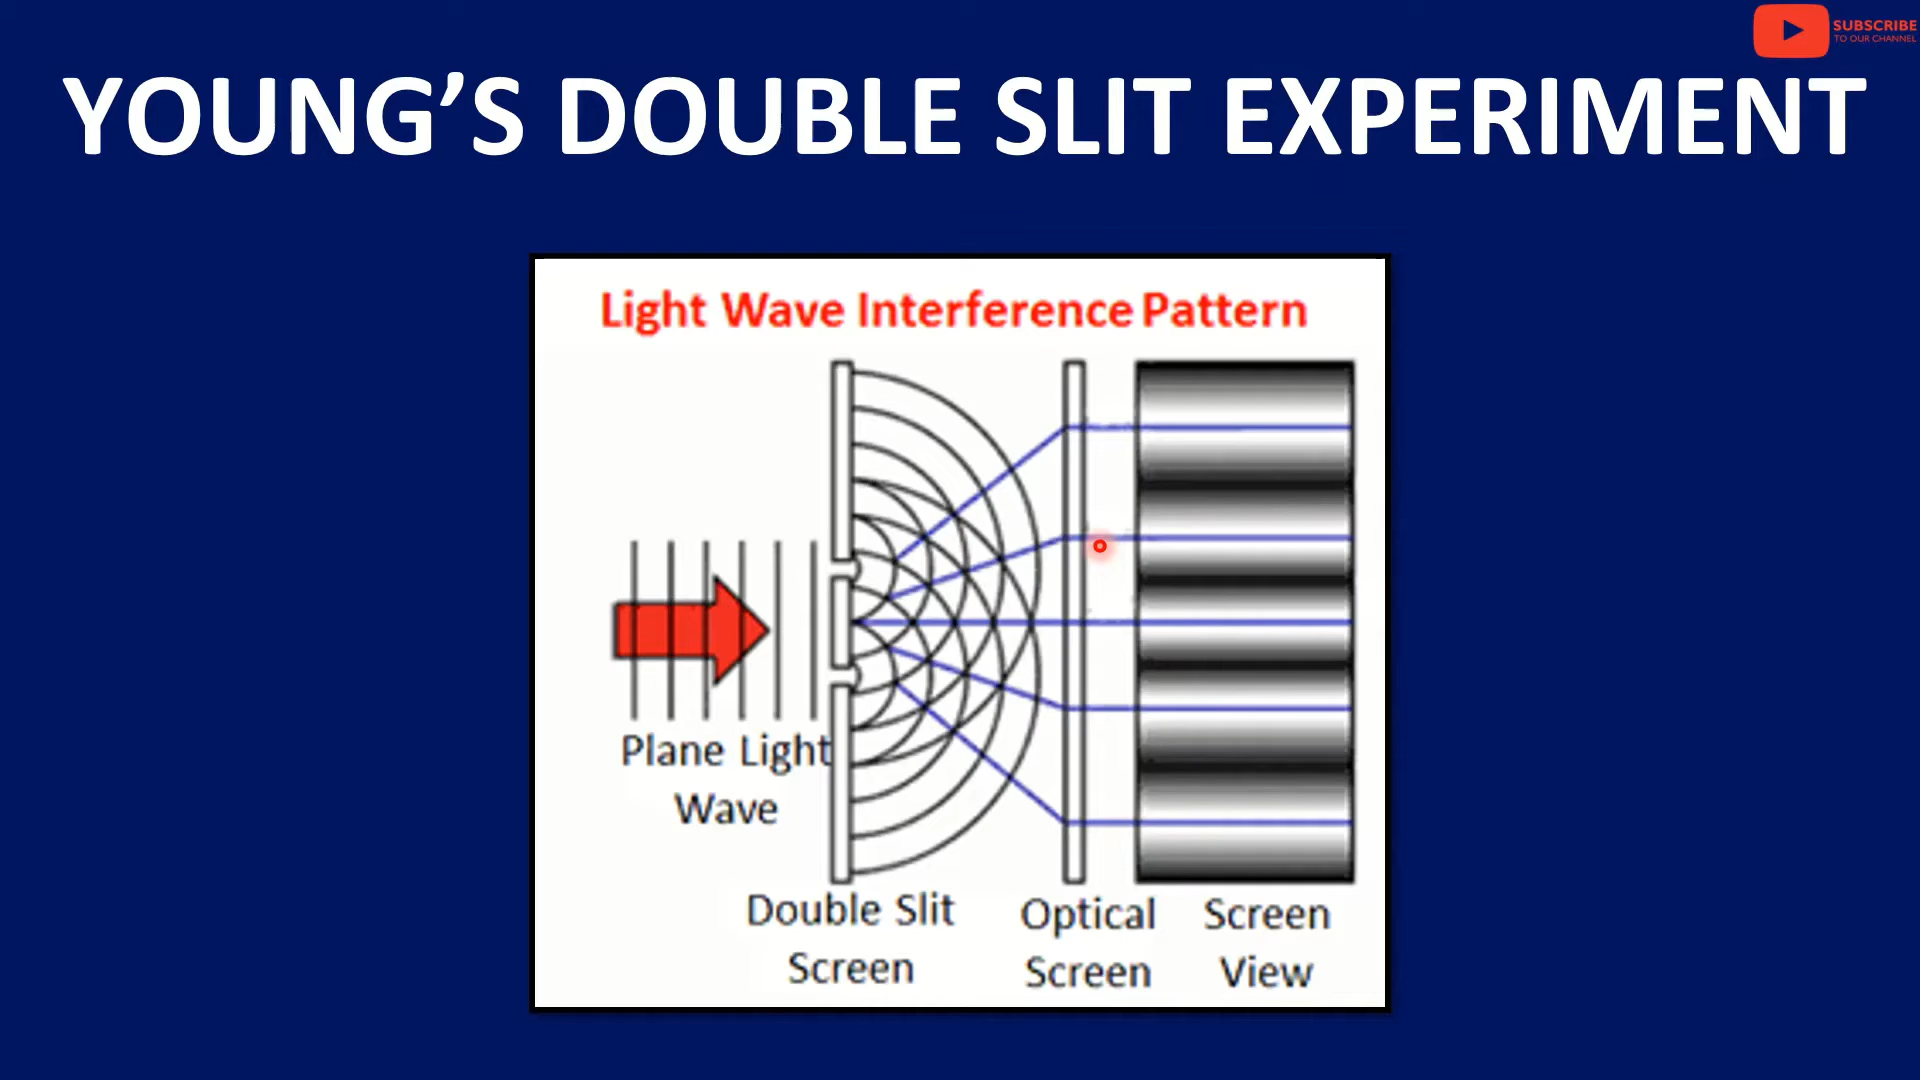 SUBSCRIBE
TO OUR CHANNEL
YOUNG’S DOUBLE SLIT EXPERIMENT
Light Wave Interference Pattern
Plane Light
Wave
Double Slit
Screen
Optical
Screen
Screen
View